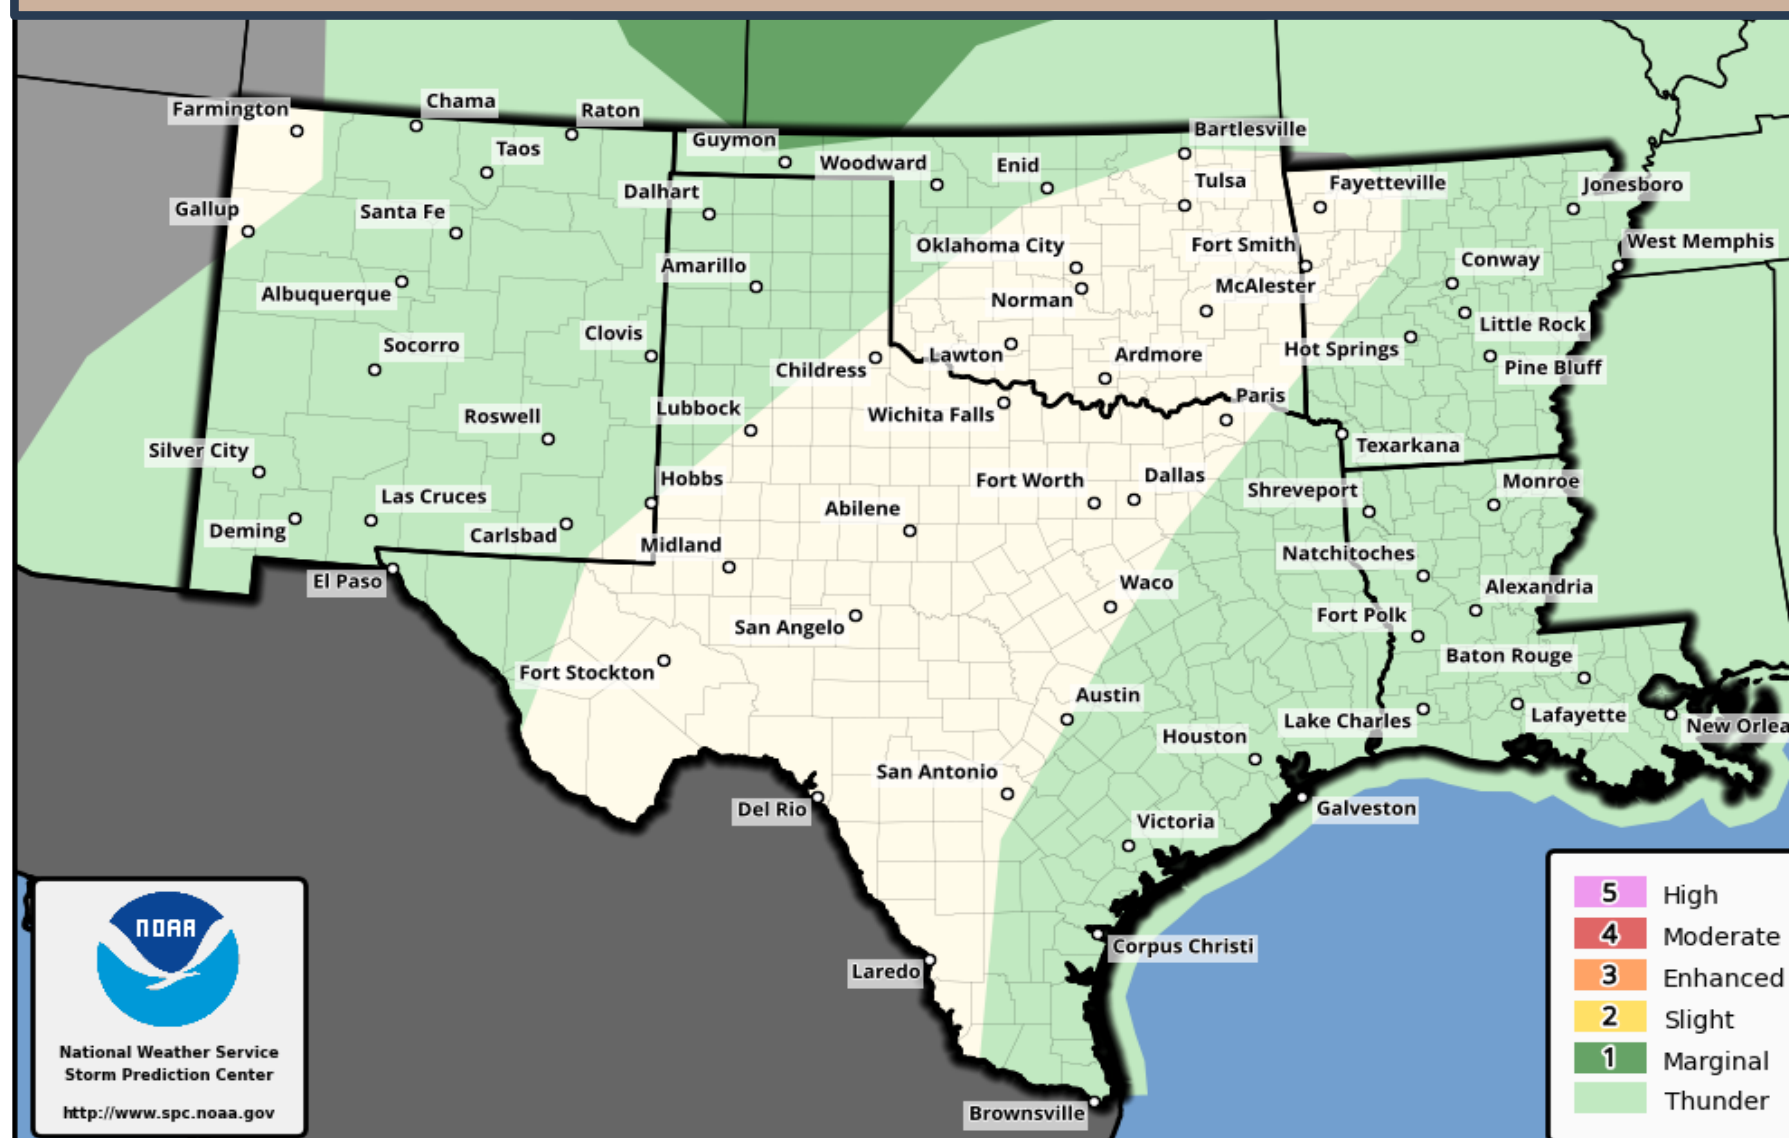 Farmington
Chama
Raton
Taos
Guymon
Woodward
Enid
Bartlesville
Tulsa
Fayetteville
Jonesboro
Gallup
Santa Fe
Dalhart
Oklahoma City
Fort Smith
West Memphis
Albuquerque
Amarillo
Norman
McAlester
Conway
Socorro
Clovis
Childress
Lawton
Ardmore
Hot Springs
Little Rock
Pine Bluff
Roswell
Lubbock
Wichita Falls
Paris
Texarkana
Silver City
Hobbs
Fort Worth
Dallas
Shreveport
Monroe
Las Cruces
Abilene
Deming
Carlsbad
Midland
Natchitoches
El Paso
Waco
Alexandria
San Angelo
Fort Polk
Fort Stockton
Baton Rouge
Austin
Lake Charles
Lafayette
New Orlea
Houston
San Antonio
Del Rio
Galveston
Victoria
Corpus Christi
Laredo
Brownsville
NOAA
National Weather Service
Storm Prediction Center
http://www.spc.noaa.gov
5 High
4 Moderate
3 Enhanced
2 Slight
1 Marginal
Thunder